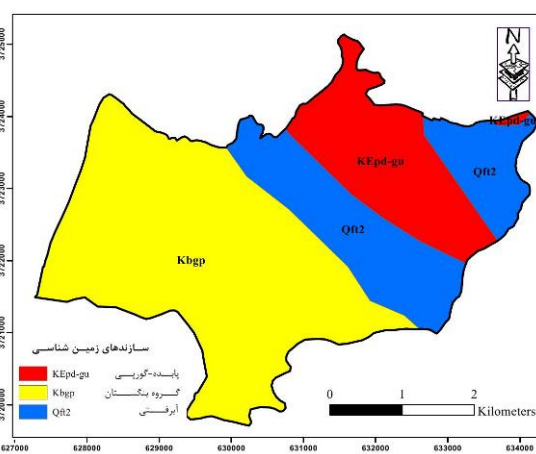 N
3725000
3724000
3723000
3722000
3721000
3720000
KEpd-gu
KEpd-gu
Qft2
Qft2
Kbgp
سازندهای زمین شناسی
KEpd-gu پابده-گورپی
Kbgp گروه بنگستان
Qft2 آبرفتی
0 1 2
Kilometers
627000 628000 629000 630000 631000 632000 633000 634000